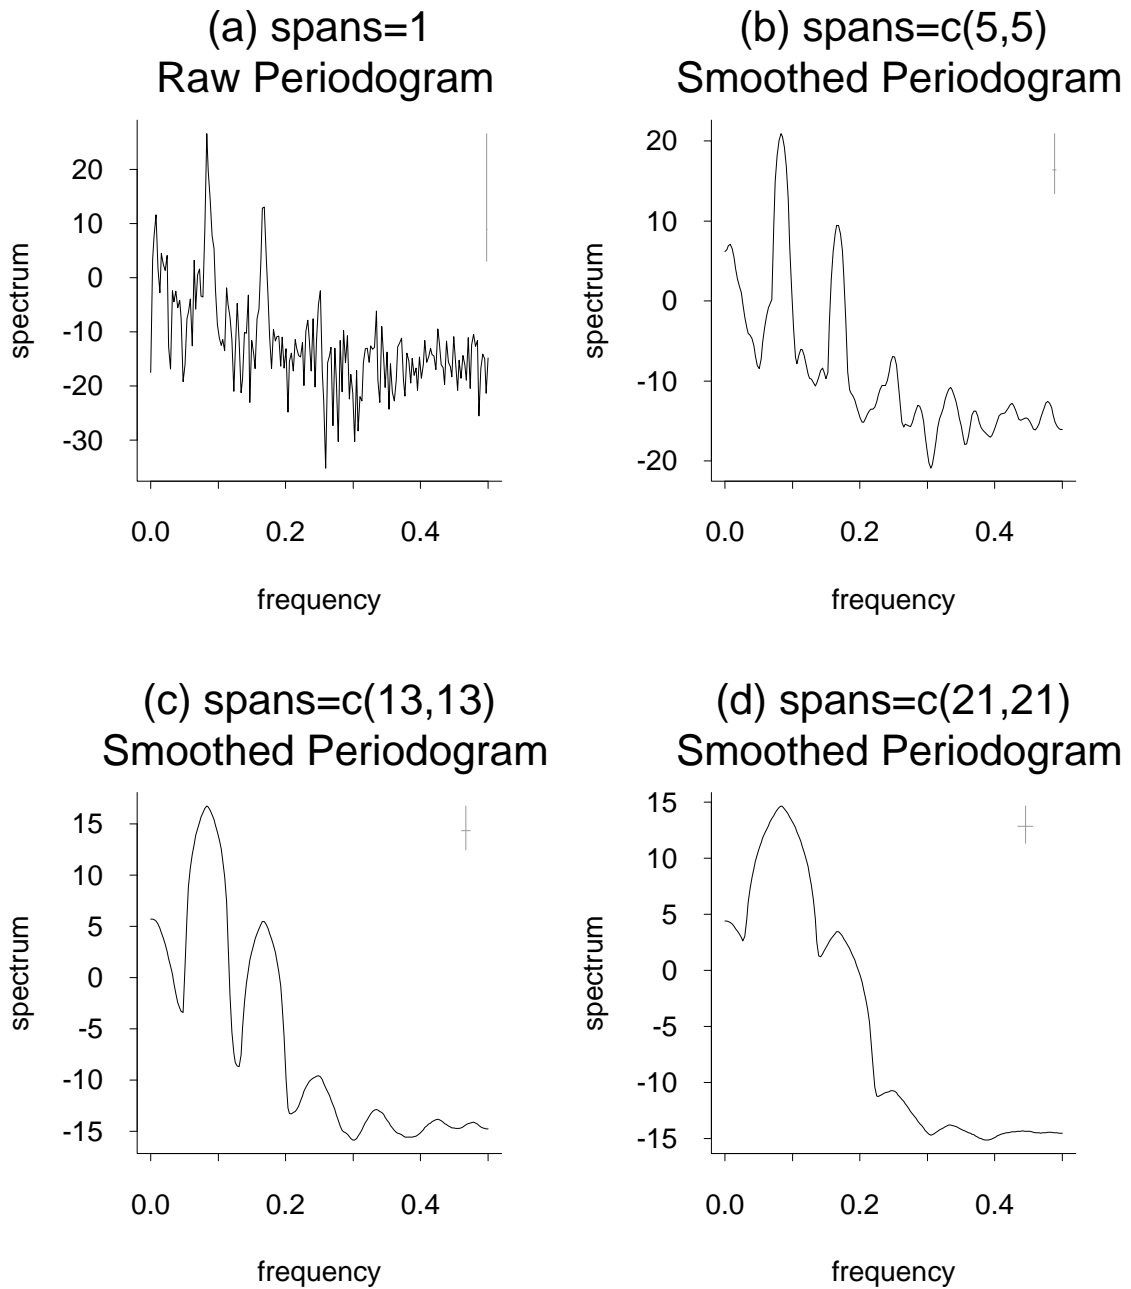 (a) spans=1
Raw Periodogram
20
10
0
-10
-20
-30
spectrum
0.0 0.2 0.4
frequency
(b) spans=c(5,5)
Smoothed Periodogram
20
10
0
-10
-20
spectrum
0.0 0.2 0.4
frequency
(c) spans=c(13,13)
Smoothed Periodogram
15
10
5
0
-5
-10
-15
spectrum
0.0 0.2 0.4
frequency
(d) spans=c(21,21)
Smoothed Periodogram
15
10
5
0
-5
-10
-15
spectrum
0.0 0.2 0.4
frequency